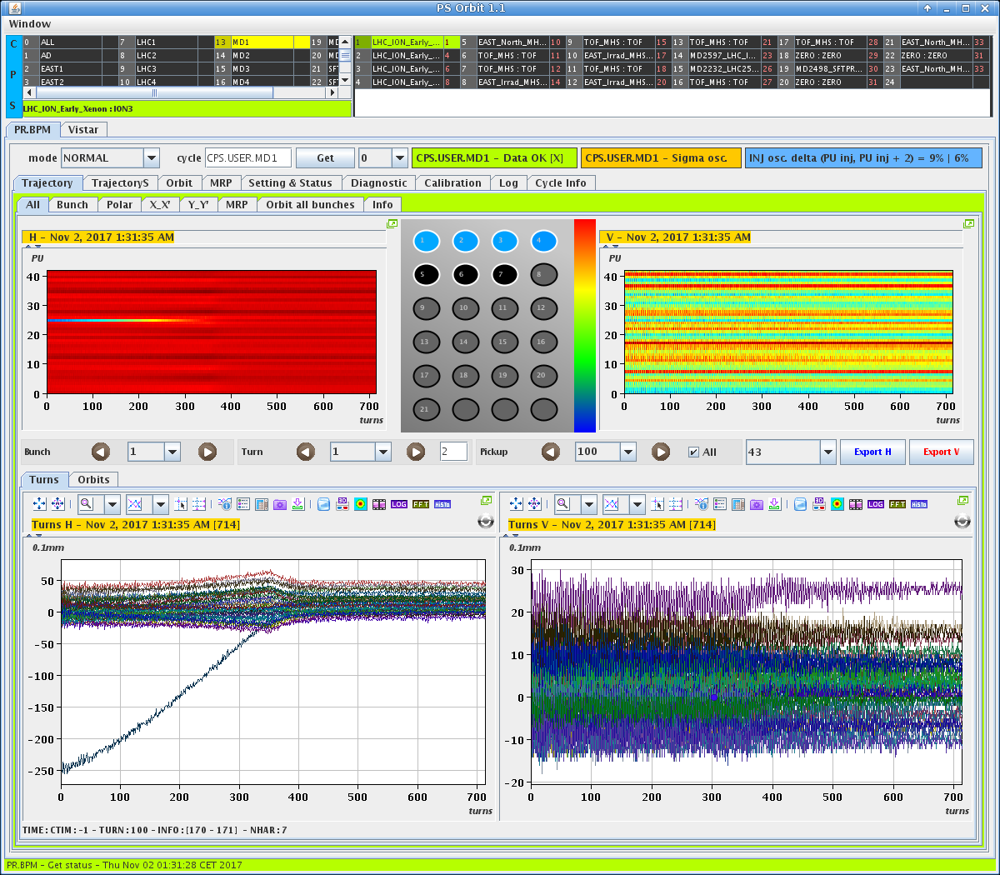 PS Orbit 1.1
Window
C P S
0 ALL 7 LHC1 13 MD1 19 MD
1 AD 8 LHC2 14 MD2 20 MD
2 EAST1 9 LHC3 15 MD3 21 SFT
3 EAST2 10 LHC4 16 MD4 22 SFT
LHC_ION_Early_Xenon : ION3
1 LHC_ION_Early_... 1 5 EAST_North_MH... 10 9 TOF_MHS : TOF 15 13 TOF_MHS : TOF 21 17 TOF_MHS : TOF 28 21 EAST_North_MH... 33
2 LHC_ION_Early_... 4 6 TOF_MHS : TOF 11 10 EAST_Irrad_MHS... 16 14 MD2597_LHC_I... 23 18 ZERO : ZERO 29 22 ZERO : ZERO 31
3 LHC_ION_Early_... 6 7 TOF_MHS : TOF 12 11 EAST_Irrad_MHS... 18 15 MD2232_LHC25... 26 19 MD2498_SFTPR... 30 23 EAST_North_MH... 33
4 LHC_ION_Early_... 8 8 EAST_Irrad_MHS... 14 12 EAST_Irrad_MHS... 20 16 TOF_MHS : TOF 27 20 ZERO : ZERO 31 24
PR.BPM Vistar
mode NORMAL cycle CPS.USER.MD1 Get 0 CPS.USER.MD1 - Data OK [X] CPS.USER.MD1 - Sigma osc. INJ osc. delta (PU inj, PU inj + 2) = 9% | 6%
Trajectory TrajectoryS Orbit MRP Setting & Status Diagnostic Calibration Log Cycle Info
All Bunch Polar X_X' Y_Y' MRP Orbit all bunches Info
H - Nov 2, 2017 1:31:35 AM
PU
40
30
20
10
0
0 100 200 300 400 500 600 700
turns
1 2 3 4
5 6 7 8
9 10 11 12
13 14 15 16
17 18 19 20
21
V - Nov 2, 2017 1:31:35 AM
PU
40
30
20
10
0
0 100 200 300 400 500 600 700
turns
Bunch 1 Turn 1 2 Pickup 100 All 43 Export H Export V
Turns Orbits
3D LOG FFT HISTO
Turns H - Nov 2, 2017 1:31:35 AM [714]
0.1mm
50
0
-50
-100
-150
-200
-250
0 100 200 300 400 500 600 700
turns
3D LOG FFT HISTO
Turns V - Nov 2, 2017 1:31:35 AM [714]
0.1mm
30
20
10
0
-10
-20
0 100 200 300 400 500 600 700
turns
TIME : CTIM : -1 - TURN : 100 - INFO : [170 - 171] - NHAR : 7
PR.BPM - Get status - Thu Nov 02 01:31:28 CET 2017